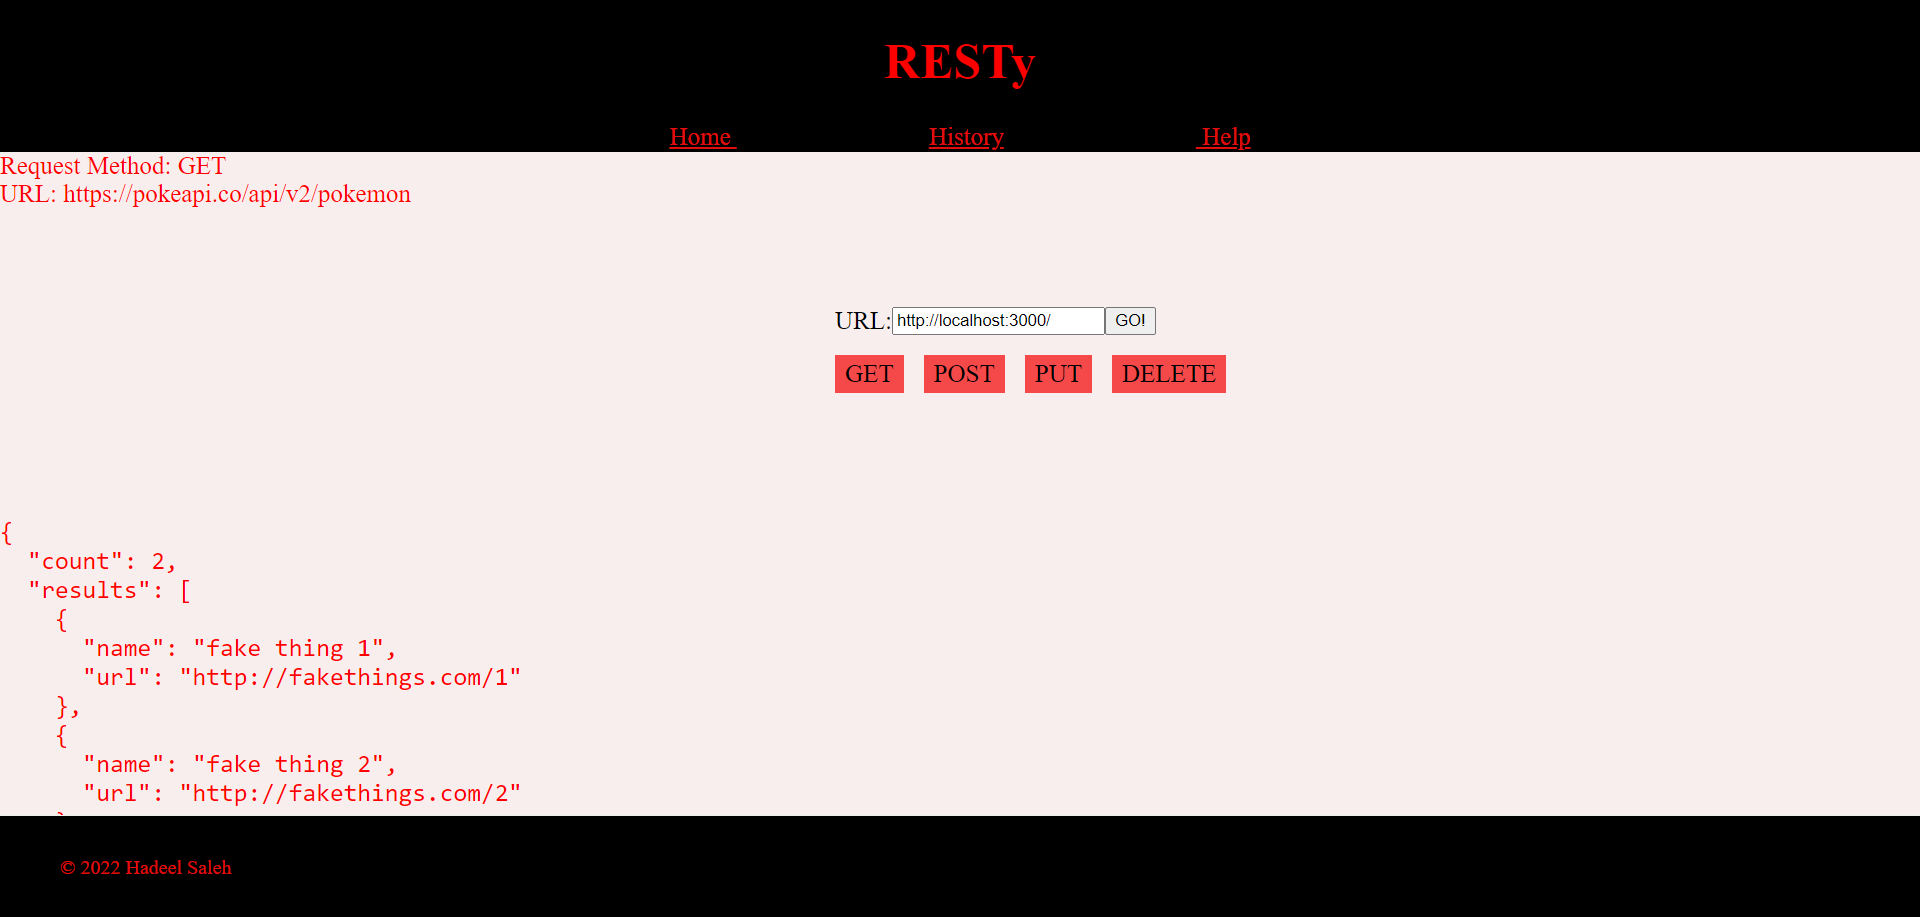 RESTy
Home History Help
Request Method: GET
URL: https://pokeapi.co/api/v2/pokemon
URL: http://localhost:3000/ GO!
GET POST PUT DELETE
{
  "count": 2,
  "results": [
    {
      "name": "fake thing 1",
      "url": "http://fakethings.com/1"
    },
    {
      "name": "fake thing 2",
      "url": "http://fakethings.com/2"
© 2022 Hadeel Saleh